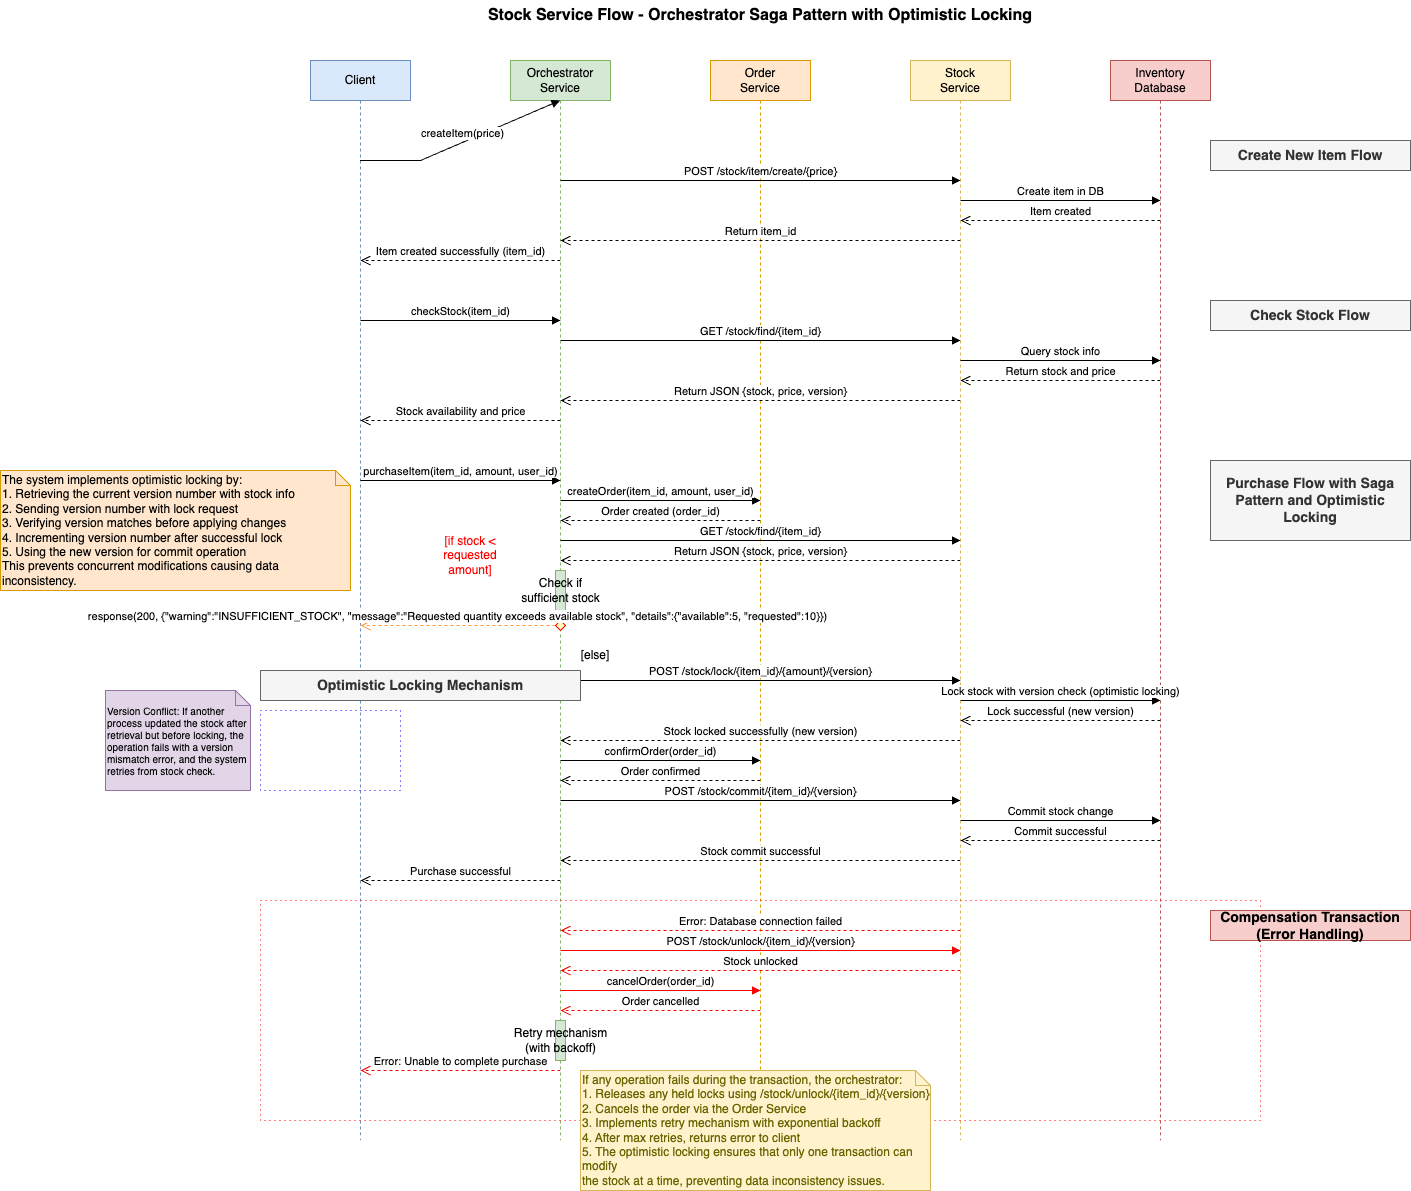 Stock Service Flow - Orchestrator Saga Pattern with Optimistic Locking
Client
Orchestrator
Service
Order
Service
Stock
Service
Inventory
Database
createItem(price)
Create New Item Flow
POST /stock/item/create/{price}
Create item in DB
Item created
Return item_id
Item created successfully (item_id)
checkStock(item_id)
Check Stock Flow
GET /stock/find/{item_id}
Query stock info
Return stock and price
Return JSON {stock, price, version}
Stock availability and price
purchaseItem(item_id, amount, user_id)
Purchase Flow with Saga
Pattern and Optimistic
Locking
The system implements optimistic locking by:
1. Retrieving the current version number with stock info
2. Sending version number with lock request
3. Verifying version matches before applying changes
4. Incrementing version number after successful lock
5. Using the new version for commit operation
This prevents concurrent modifications causing data
inconsistency.
createOrder(item_id, amount, user_id)
Order created (order_id)
GET /stock/find/{item_id}
Return JSON {stock, price, version}
[if stock <
requested
amount]
Check if
sufficient stock
response(200, {"warning":"INSUFFICIENT_STOCK", "message":"Requested quantity exceeds available stock", "details":{"available":5, "requested":10}})
[else]
POST /stock/lock/{item_id}/{amount}/{version}
Optimistic Locking Mechanism
Lock stock with version check (optimistic locking)
Lock successful (new version)
Version Conflict: If another
process updated the stock after
retrieval but before locking, the
operation fails with a version
mismatch error, and the system
retries from stock check.
Stock locked successfully (new version)
confirmOrder(order_id)
Order confirmed
POST /stock/commit/{item_id}/{version}
Commit stock change
Commit successful
Stock commit successful
Purchase successful
Compensation Transaction
(Error Handling)
Error: Database connection failed
POST /stock/unlock/{item_id}/{version}
Stock unlocked
cancelOrder(order_id)
Order cancelled
Retry mechanism
(with backoff)
Error: Unable to complete purchase
If any operation fails during the transaction, the orchestrator:
1. Releases any held locks using /stock/unlock/{item_id}/{version}
2. Cancels the order via the Order Service
3. Implements retry mechanism with exponential backoff
4. After max retries, returns error to client
5. The optimistic locking ensures that only one transaction can
modify
the stock at a time, preventing data inconsistency issues.